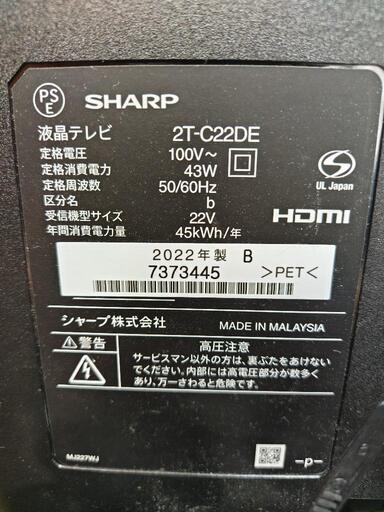 PS
E
SHARP
液晶テレビ 2T-C22DE
定格電圧 100V～
定格消費電力 43W
定格周波数 50/60Hz
区分名 b
受信機型サイズ 22V
年間消費電力量 45kWh/年
S
UL Japan
HDMI
2022年製 B
7373445 >PET<
シャープ株式会社 MADE IN MALAYSIA
⚠警告
高圧注意
サービスマン以外の方は、裏ぶたをあけない
でください。内部には高電圧部分が数多く
あり、万一さわると危険です。
MJ227WJ
-p-